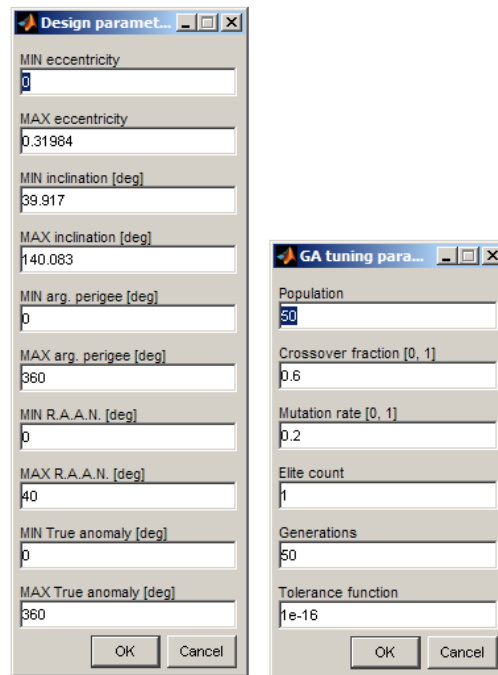 Design paramet...
MIN eccentricity
0
MAX eccentricity
0.31984
MIN inclination [deg]
39.917
MAX inclination [deg]
140.083
MIN arg. perigee [deg]
0
MAX arg. perigee [deg]
360
MIN R.A.A.N. [deg]
0
MAX R.A.A.N. [deg]
40
MIN True anomaly [deg]
0
MAX True anomaly [deg]
360
OK
Cancel
GA tuning para...
Population
50
Crossover fraction [0, 1]
0.6
Mutation rate [0, 1]
0.2
Elite count
1
Generations
50
Tolerance function
1e-16
OK
Cancel